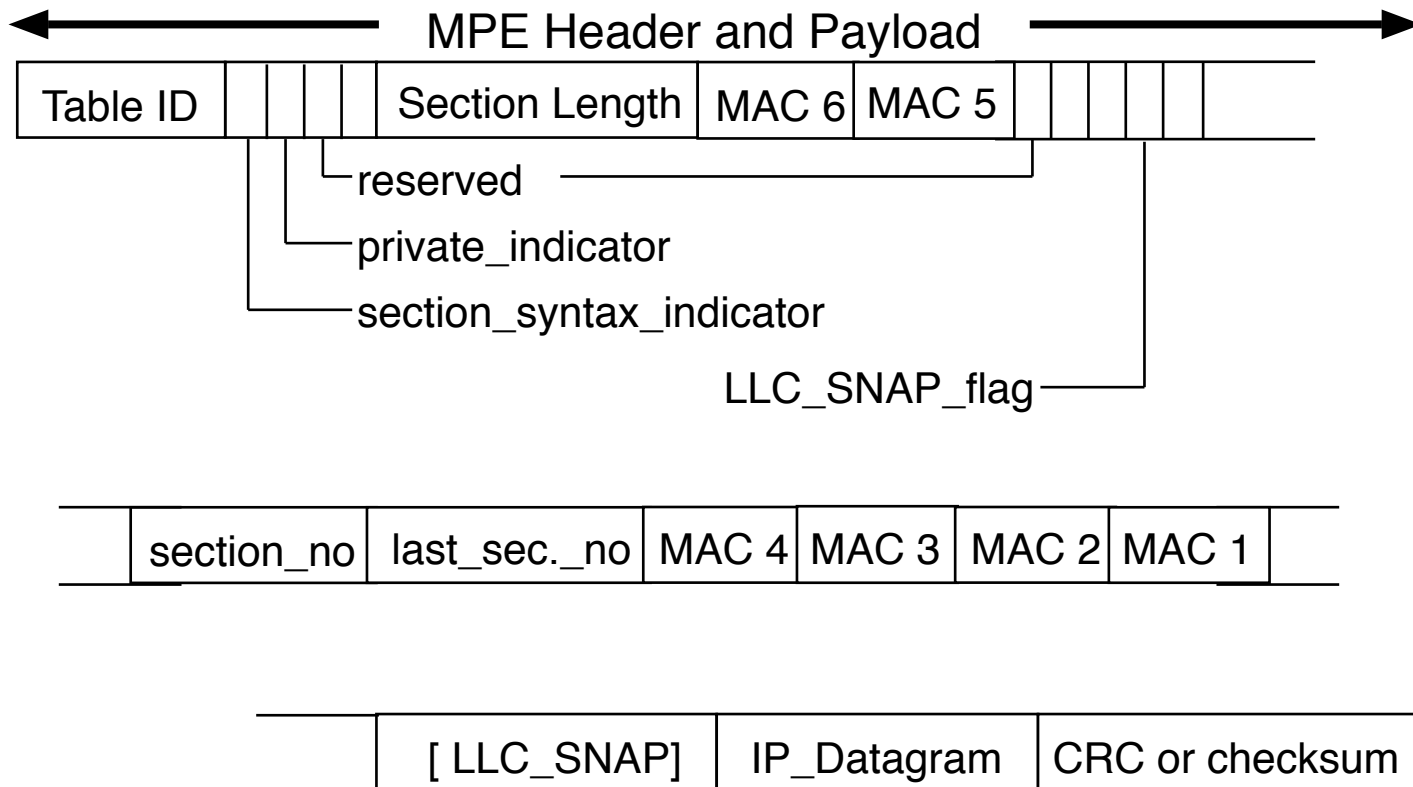 MPE Header and Payload
Table ID Section Length MAC 6 MAC 5
reserved
private_indicator
section_syntax_indicator
LLC_SNAP_flag
section_no last_sec._no MAC 4 MAC 3 MAC 2 MAC 1
[ LLC_SNAP] IP_Datagram CRC or checksum